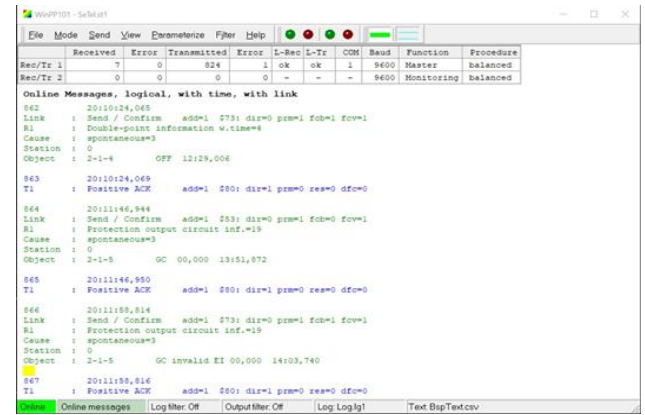 WinPP101 - SeTel.st1
File Mode Send View Parameterize Filter Help
Received Error Transmitted Error L-Rec L-Tr COM Baud Function Procedure
Rec/Tr 1 7 0 824 1 ok ok 1 9600 Master balanced
Rec/Tr 2 0 0 0 0 - - - 9600 Monitoring balanced
Online Messages, logical, with time, with link
862 20:10:24,065
Link : Send / Confirm add=1 $73: dir=0 prm=1 fcb=1 fcv=1
R1 : Double-point information w.time=4
Cause : spontaneous=3
Station : 0
Object : 2-1-4 OFF 12:29,006
863 20:10:24,069
T1 : Positive ACK add=1 $80: dir=1 prm=0 res=0 dfc=0
864 20:11:46,944
Link : Send / Confirm add=1 $53: dir=0 prm=1 fcb=0 fcv=1
R1 : Protection output circuit inf.=19
Cause : spontaneous=3
Station : 0
Object : 2-1-5 GC 00,000 13:51,872
865 20:11:46,950
T1 : Positive ACK add=1 $80: dir=1 prm=0 res=0 dfc=0
866 20:11:58,814
Link : Send / Confirm add=1 $73: dir=0 prm=1 fcb=1 fcv=1
R1 : Protection output circuit inf.=19
Cause : spontaneous=3
Station : 0
Object : 2-1-5 GC invalid EI 00,000 14:03,740
867 20:11:58,816
T1 : Positive ACK add=1 $80: dir=1 prm=0 res=0 dfc=0
Online Online messages Log filter: Off Output filter: Off Log: Log.lg1 Text: BspText.csv